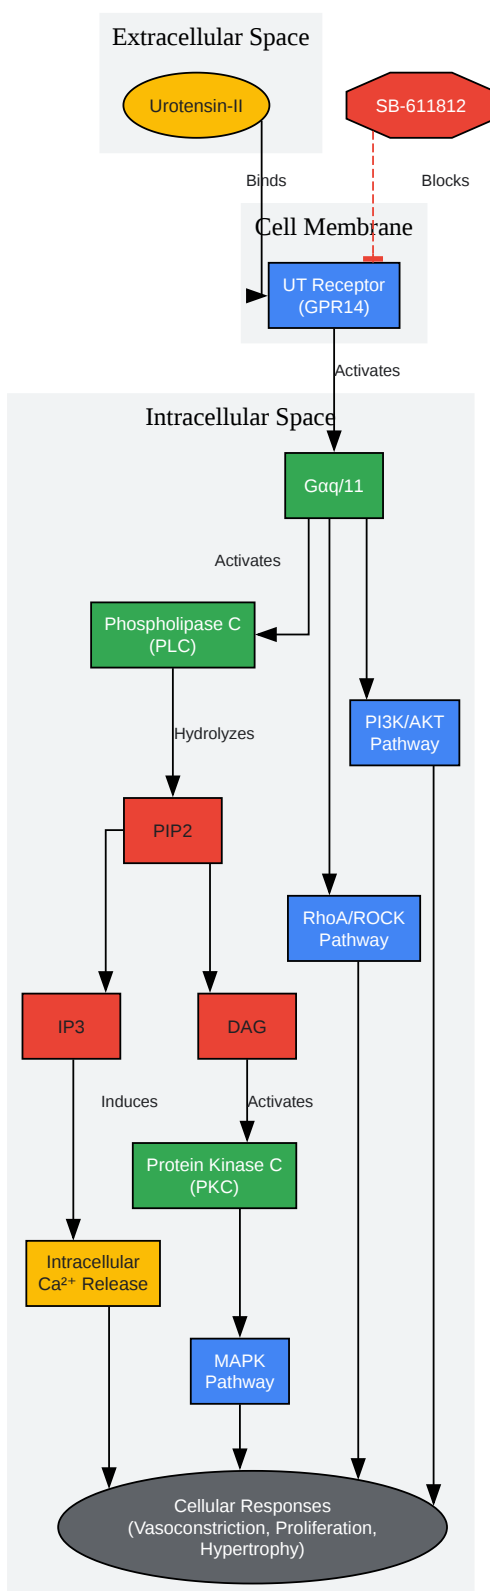 Extracellular Space
Urotensin-II
SB-611812
Binds
Blocks
Cell Membrane
UT Receptor
(GPR14)
Activates
Intracellular Space
Gαq/11
Activates
Phospholipase C
(PLC)
PI3K/AKT
Pathway
Hydrolyzes
PIP2
RhoA/ROCK
Pathway
IP3
DAG
Induces
Activates
Protein Kinase C
(PKC)
Intracellular
Ca²⁺ Release
MAPK
Pathway
Cellular Responses
(Vasoconstriction, Proliferation,
Hypertrophy)